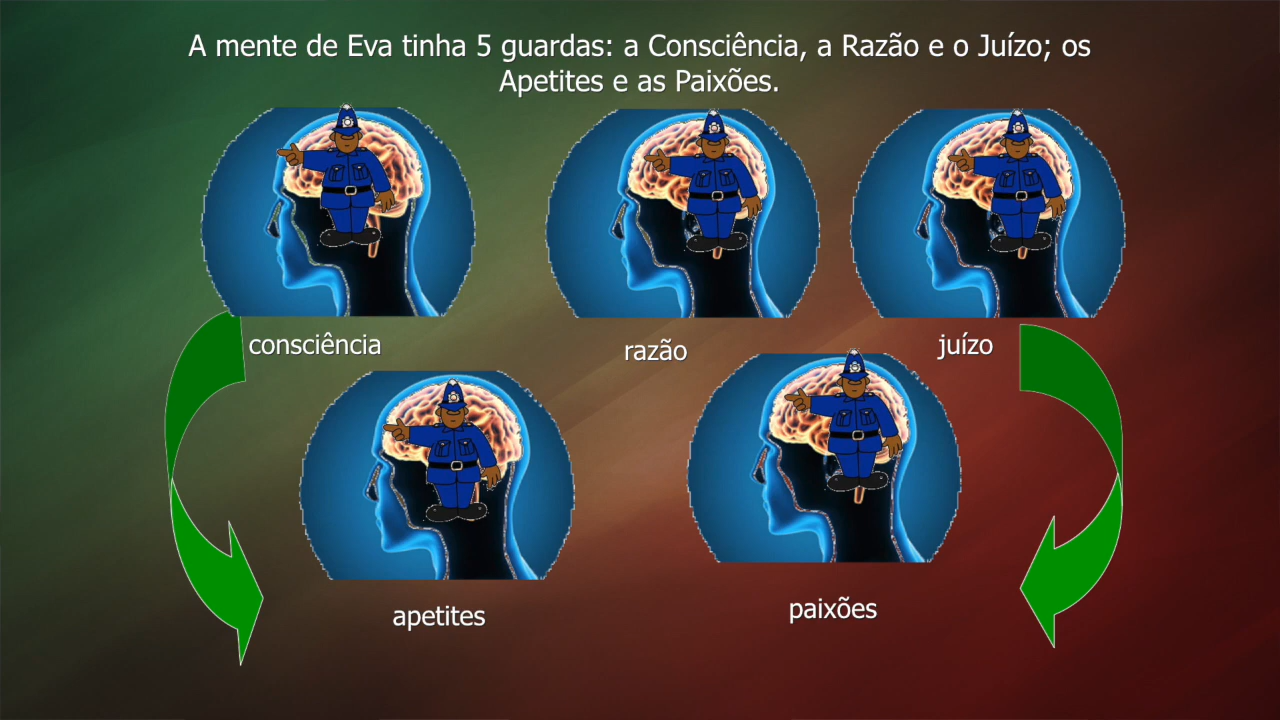 A mente de Eva tinha 5 guardas: a Consciência, a Razão e o Juízo; os
Apetites e as Paixões.
consciência
razão
juízo
apetites
paixões